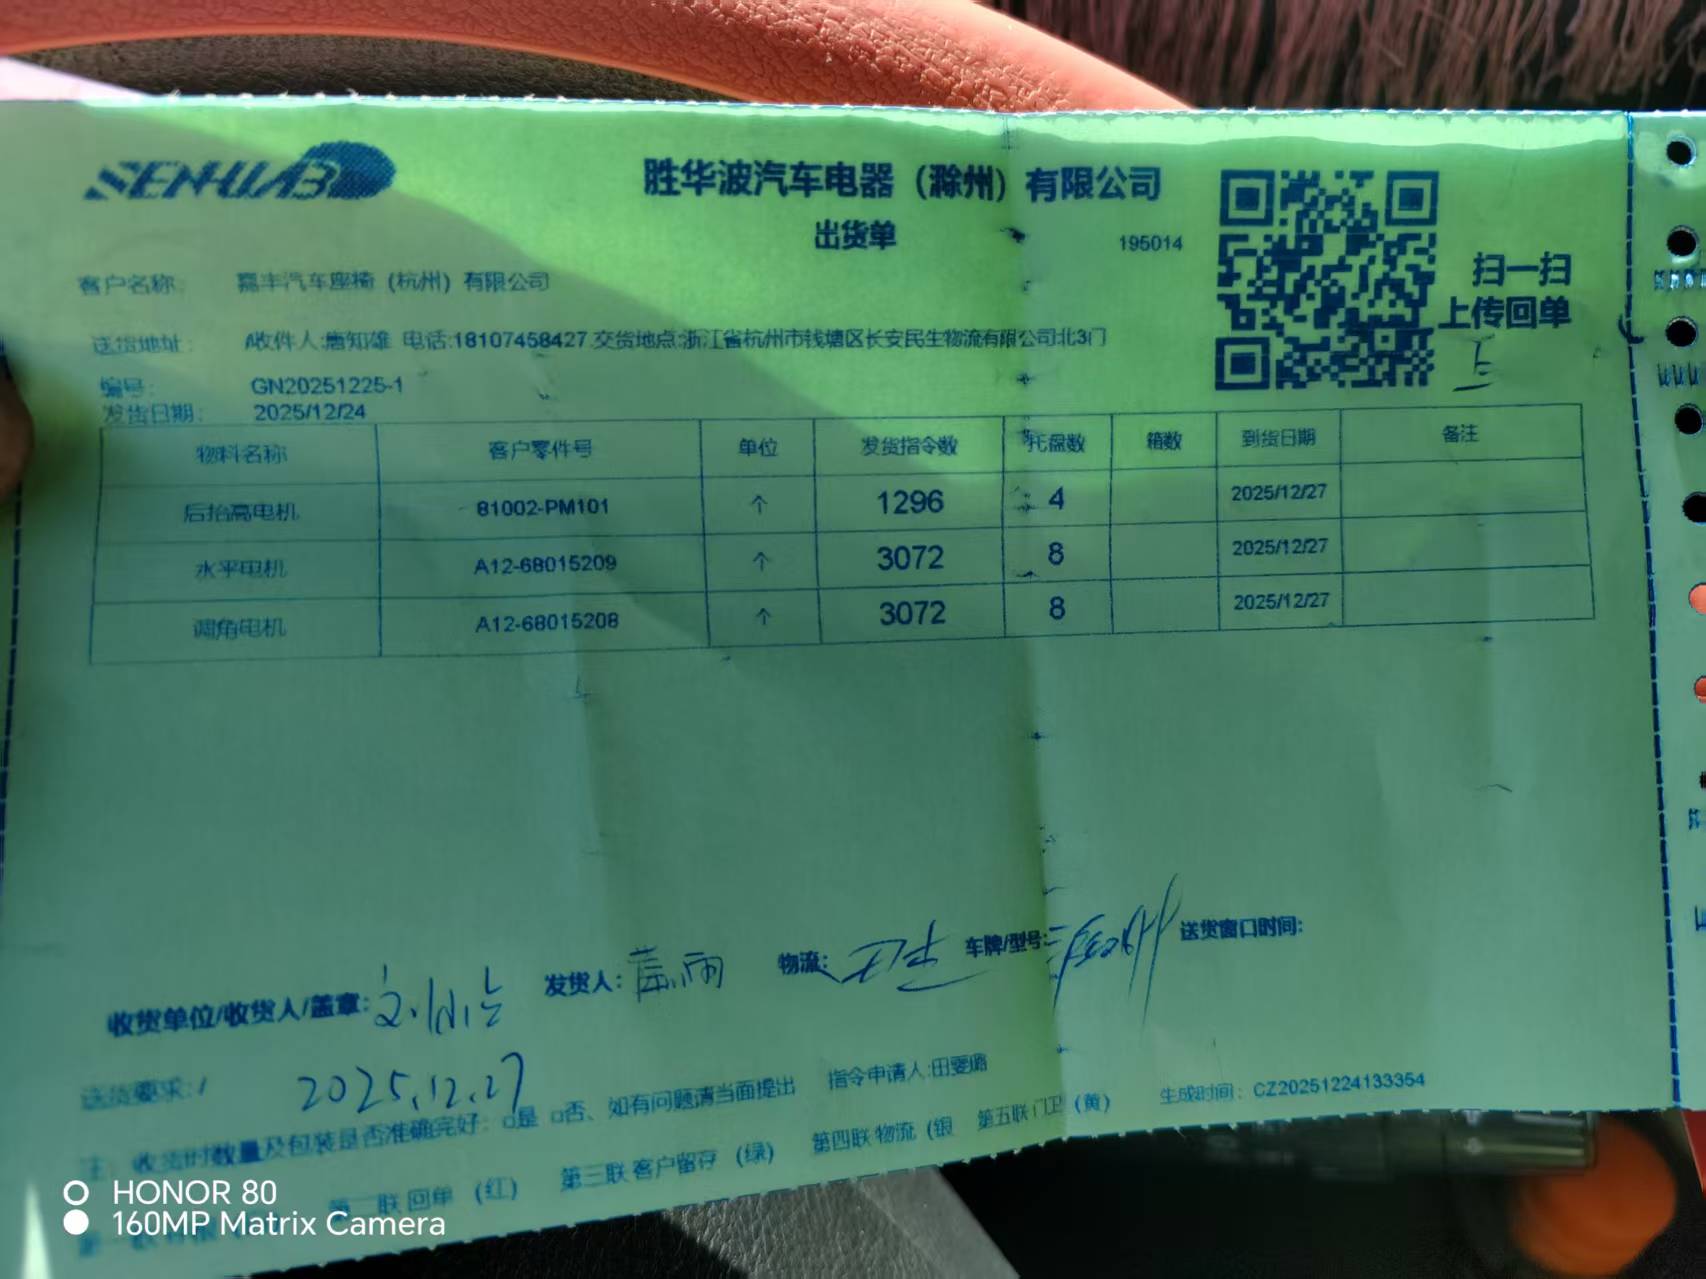 SENHUABO
胜华波汽车电器（滁州）有限公司
出货单
195014
扫一扫
上传回单
客户名称： 嘉丰汽车座椅（杭州）有限公司
送货地址： A收件人:唐知雄 电话:18107458427.交货地点:浙江省杭州市钱塘区长安民生物流有限公司北3门
编号： GN20251225-1
发货日期： 2025/12/24
物料名称 客户零件号 单位 发货指令数 托盘数 箱数 到货日期 备注
后抬高电机 81002-PM101 个 1296 4 2025/12/27
水平电机 A12-68015209 个 3072 8 2025/12/27
调角电机 A12-68015208 个 3072 8 2025/12/27
收货单位/收货人/盖章: 发货人: 物流: 车牌/型号: 送货窗口时间:
送货要求:/ 2025.12.27 指令申请人:田雯璐
注：收货时数量及包装是否准确完好：□是 □否、如有问题请当面提出 生成时间：CZ20251224133354
第二联 回单 （红） 第三联 客户留存 （绿） 第四联 物流 （银 第五联 门卫 （黄）
HONOR 80
160MP Matrix Camera